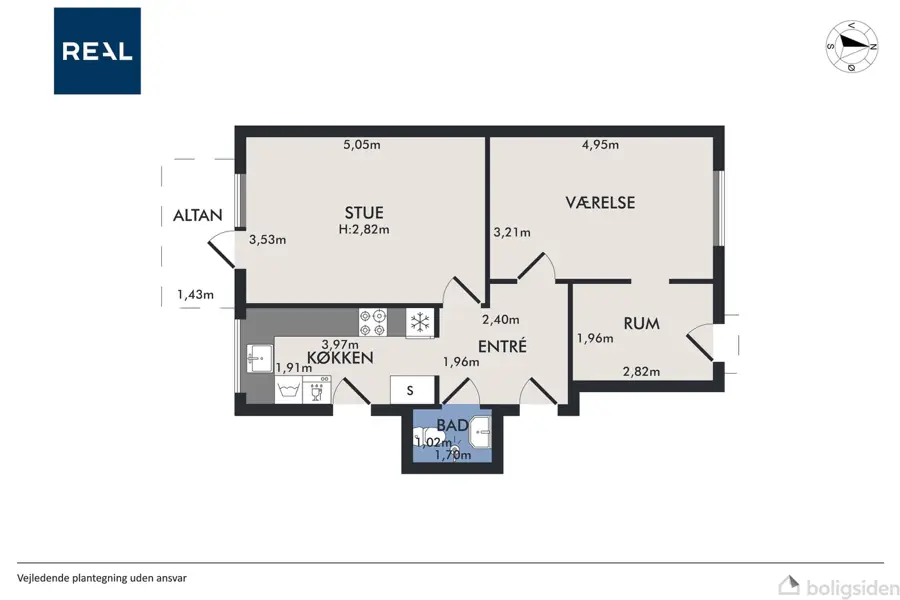 REAL
V
S
N
Ø
5,05m
4,95m
ALTAN
STUE
H:2,82m
VÆRELSE
3,53m
3,21m
1,43m
2,40m
RUM
3,97m
ENTRÉ
1,96m
KØKKEN
1,91m
1,96m
2,82m
S
BAD
1,02m
1,70m
Vejledende plantegning uden ansvar
boligsiden